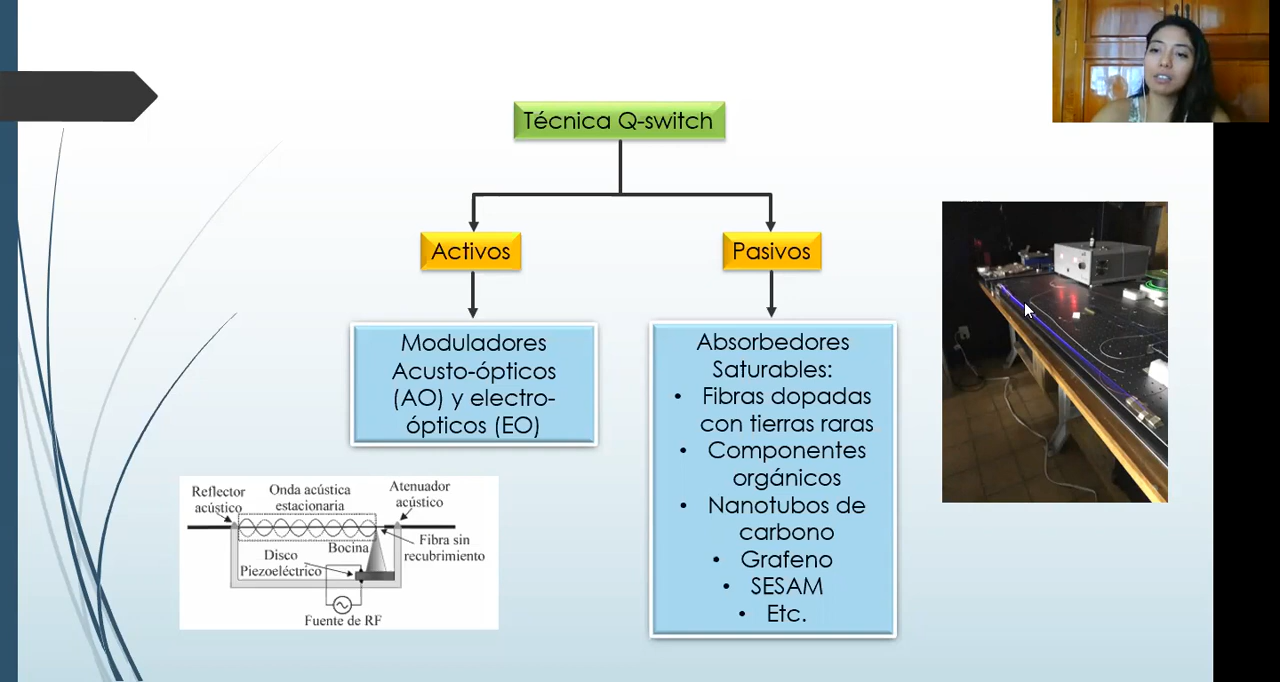 Técnica Q-switch
Activos
Pasivos
Moduladores
Acusto-ópticos
(AO) y electro-
ópticos (EO)
Absorbedores
Saturables:
• Fibras dopadas
con tierras raras
• Componentes
orgánicos
• Nanotubos de
carbono
• Grafeno
• SESAM
• Etc.
Reflector
acústico
Onda acústica
estacionaria
Atenuador
acústico
Bocina
Fibra sin
recubrimiento
Disco
Piezoeléctrico
Fuente de RF